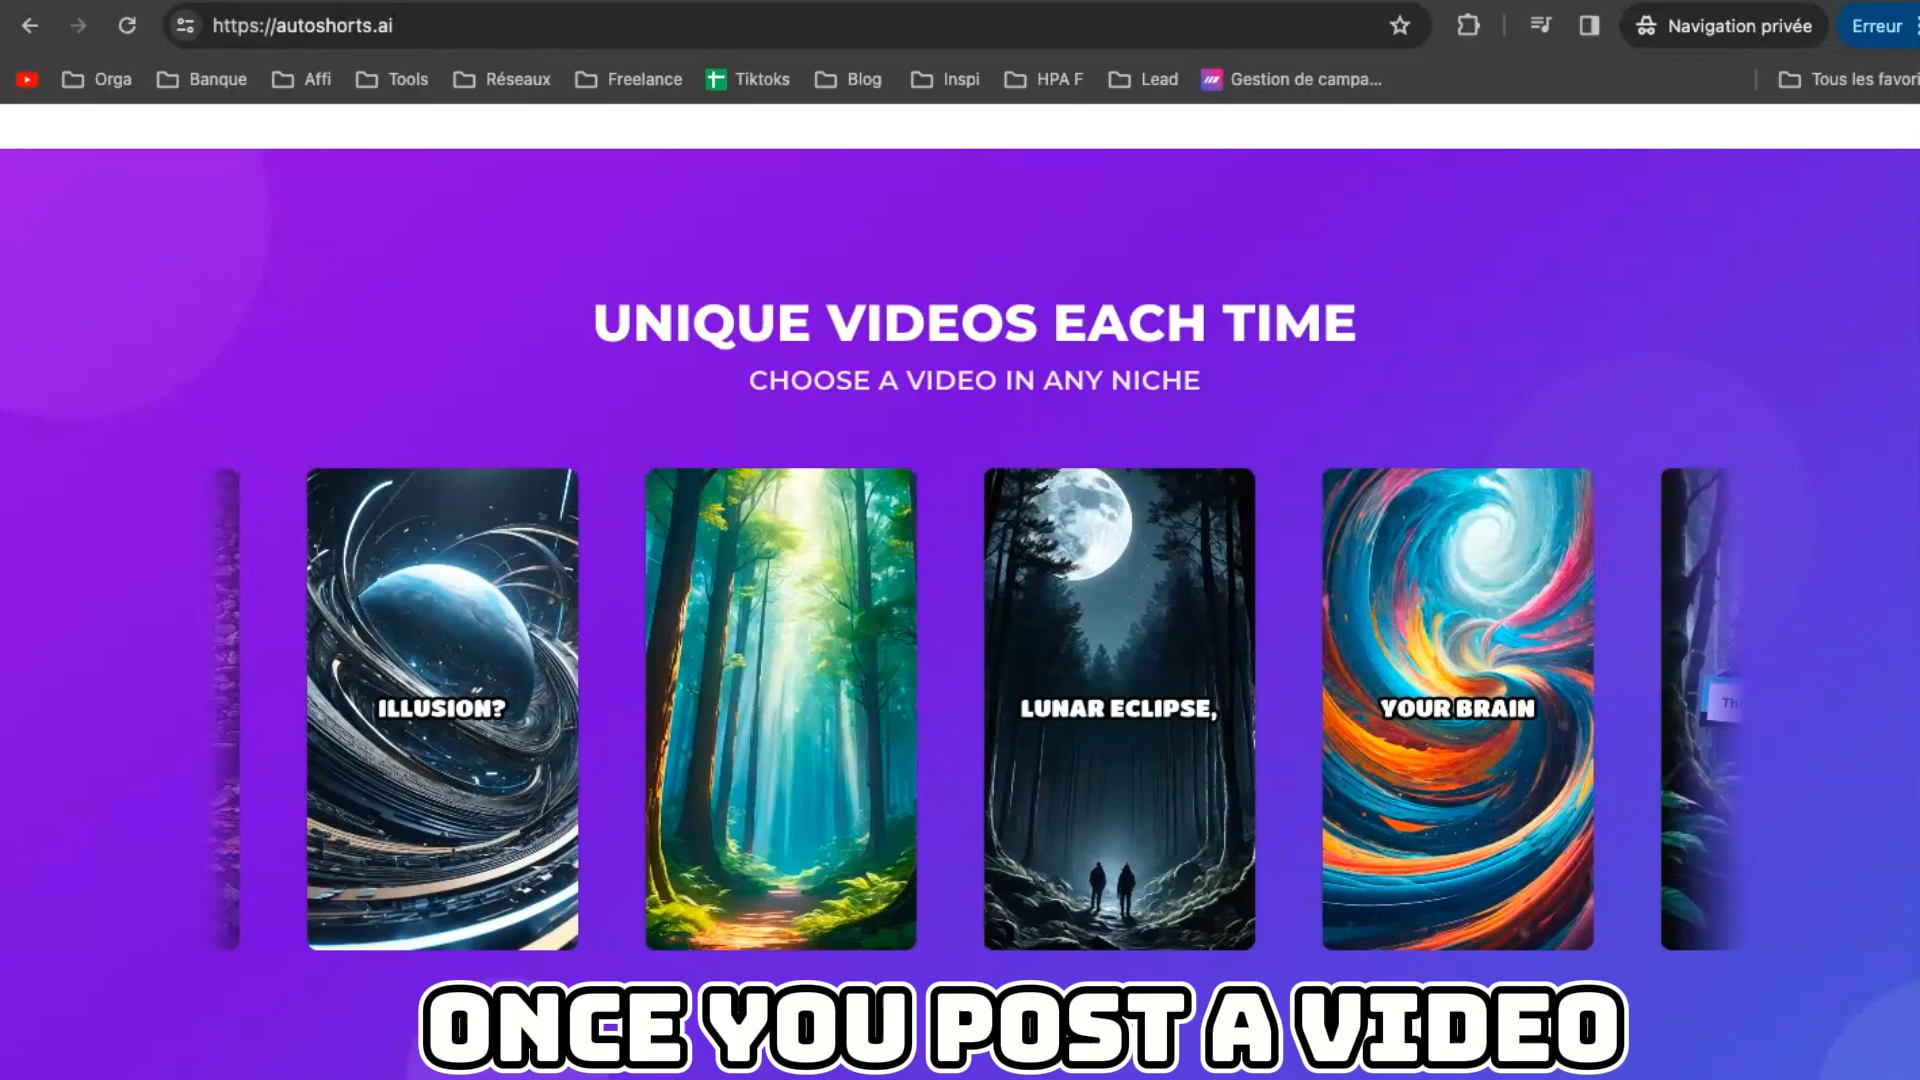 https://autoshorts.ai
Navigation privée
Erreur
Orga
Banque
Affi
Tools
Réseaux
Freelance
Tiktoks
Blog
Inspi
HPA F
Lead
Gestion de campa...
Tous les favori
UNIQUE VIDEOS EACH TIME
CHOOSE A VIDEO IN ANY NICHE
ILLUSION?
LUNAR ECLIPSE,
YOUR BRAIN
ONCE YOU POST A VIDEO